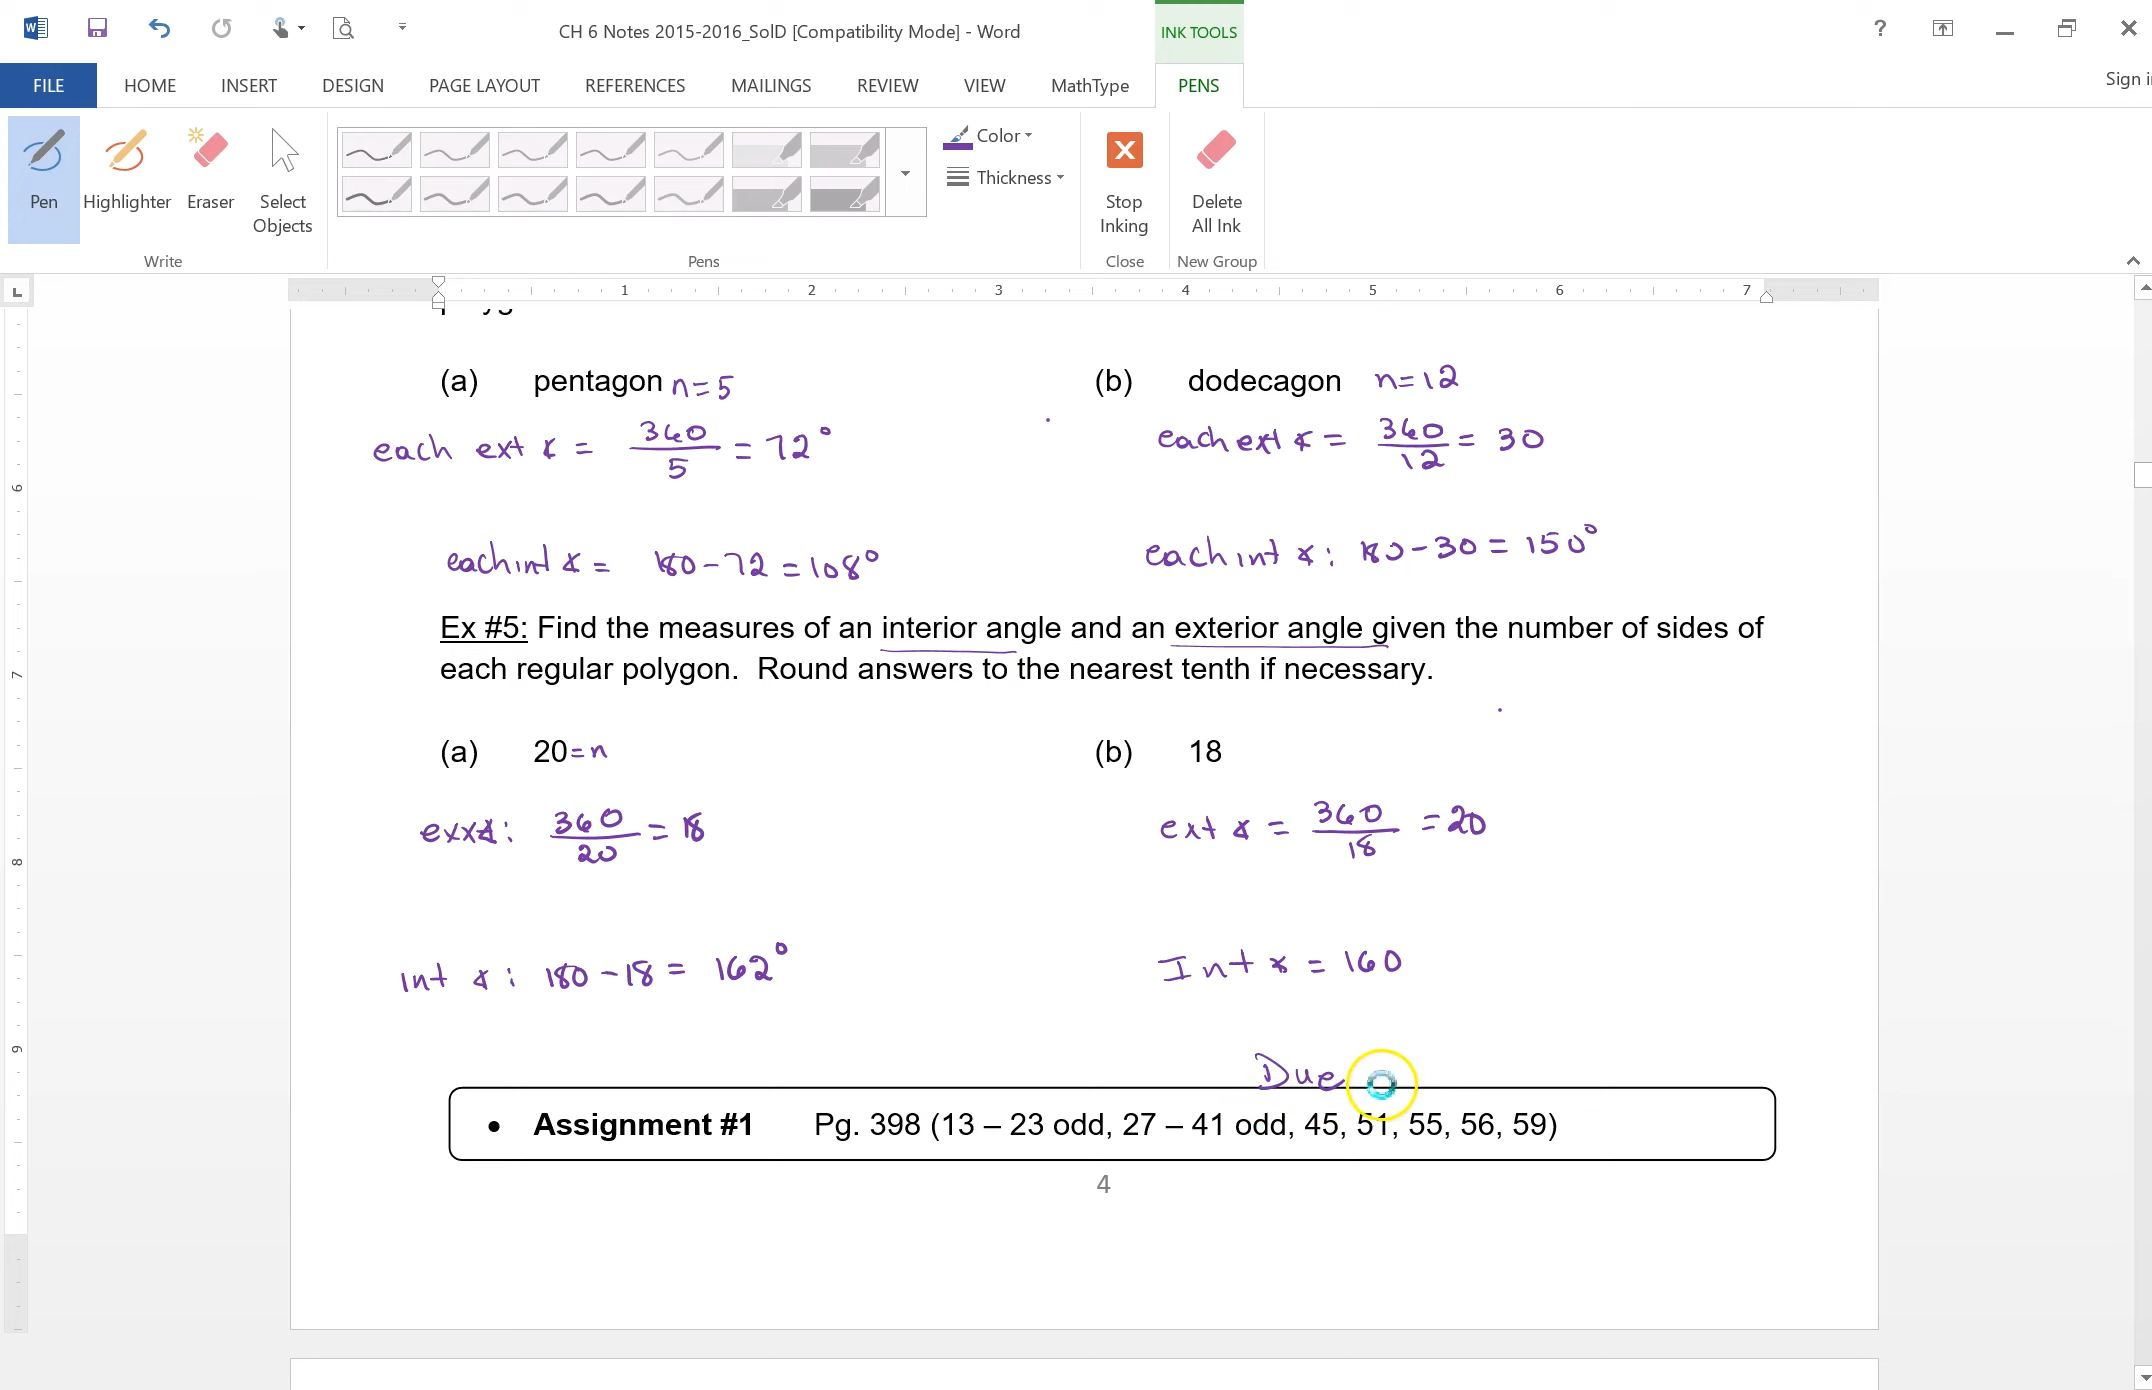 CH 6 Notes 2015-2016_SolD [Compatibility Mode] - Word
INK TOOLS
?
FILE HOME INSERT DESIGN PAGE LAYOUT REFERENCES MAILINGS REVIEW VIEW MathType PENS
Sign i
Pen Highlighter Eraser Select Objects
Color
Thickness
Stop Inking
Delete All Ink
Write Pens Close New Group
L
1 2 3 4 5 6 7
6
7
8
9
(a) pentagon n=5
(b) dodecagon n=12
each ext ∡ = 360/5 = 72°
each ext ∡ = 360/12 = 30
each int ∡ = 180-72 = 108°
each int ∡: 180-30 = 150°
Ex #5: Find the measures of an interior angle and an exterior angle given the number of sides of
each regular polygon.  Round answers to the nearest tenth if necessary.
(a) 20 = n
(b) 18
exx∡: 360/20 = 18
ext ∡ = 360/18 = 20
int ∡: 180-18 = 162°
Int ∡ = 160
Due
• Assignment #1 Pg. 398 (13 – 23 odd, 27 – 41 odd, 45, 51, 55, 56, 59)
4